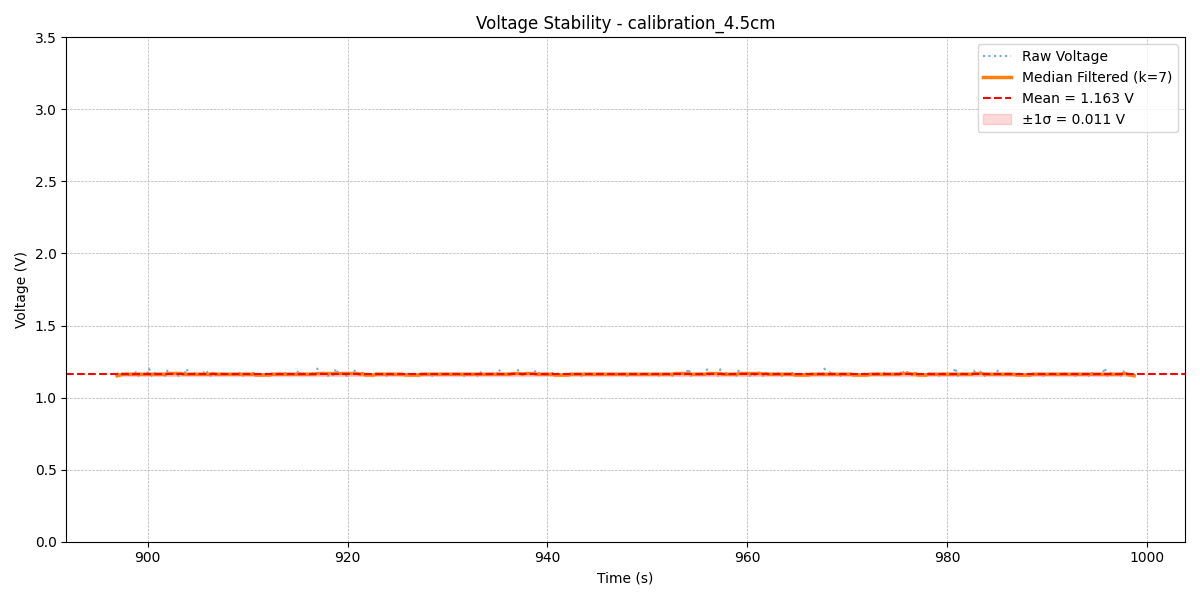 Voltage Stability - calibration_4.5cm
Raw Voltage
Median Filtered (k=7)
Mean = 1.163 V
±1σ = 0.011 V
Voltage (V)
3.5
3.0
2.5
2.0
1.5
1.0
0.5
0.0
900 920 940 960 980 1000
Time (s)